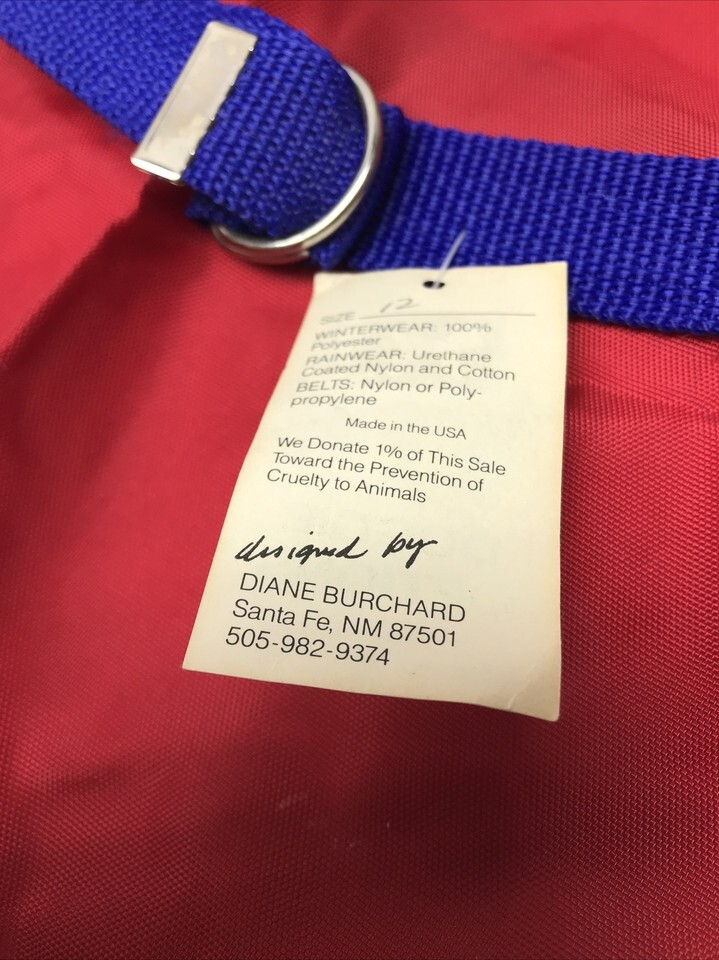 SIZE 12
WINTERWEAR: 100%
Polyester
RAINWEAR: Urethane
Coated Nylon and Cotton
BELTS: Nylon or Poly-
propylene
Made in the USA
We Donate 1% of This Sale
Toward the Prevention of
Cruelty to Animals
designed by
DIANE BURCHARD
Santa Fe, NM 87501
505-982-9374